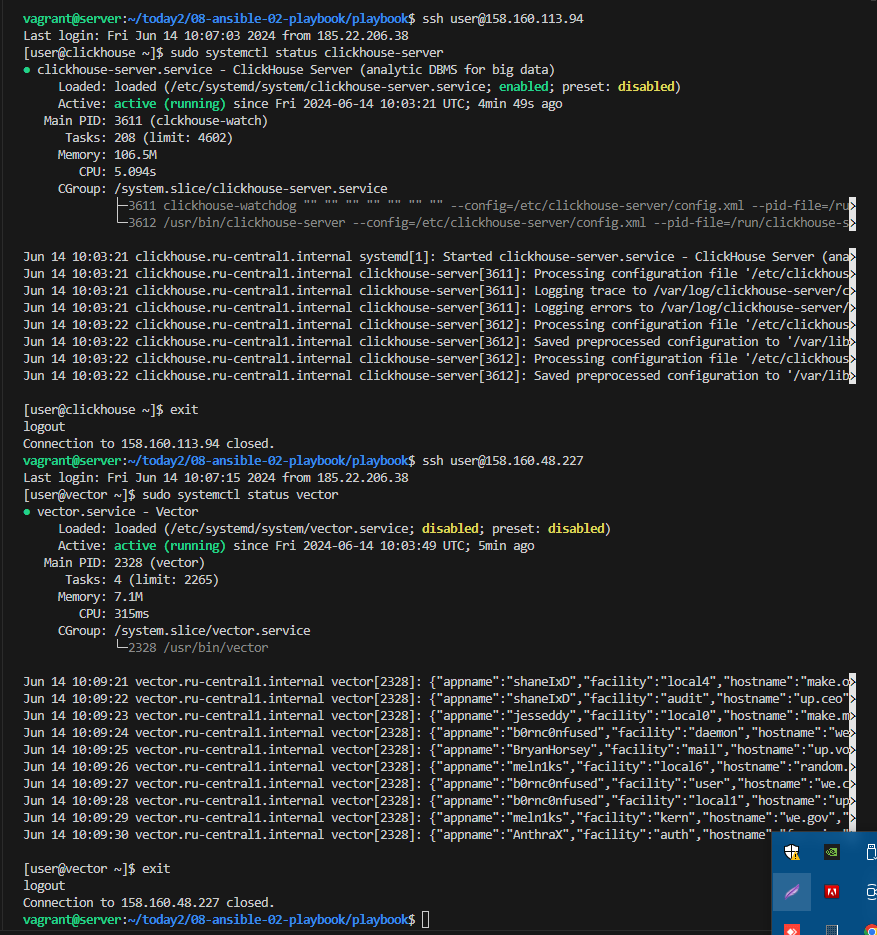 vagrant@server:~/today2/08-ansible-02-playbook/playbook$ ssh user@158.160.113.94
Last login: Fri Jun 14 10:07:03 2024 from 185.22.206.38
[user@clickhouse ~]$ sudo systemctl status clickhouse-server
● clickhouse-server.service - ClickHouse Server (analytic DBMS for big data)
Loaded: loaded (/etc/systemd/system/clickhouse-server.service; enabled; preset: disabled)
Active: active (running) since Fri 2024-06-14 10:03:21 UTC; 4min 49s ago
Main PID: 3611 (clckhouse-watch)
Tasks: 208 (limit: 4602)
Memory: 106.5M
CPU: 5.094s
CGroup: /system.slice/clickhouse-server.service
├─3611 clickhouse-watchdog "" "" "" "" "" "" "" --config=/etc/clickhouse-server/config.xml --pid-file=/ru>
└─3612 /usr/bin/clickhouse-server --config=/etc/clickhouse-server/config.xml --pid-file=/run/clickhouse-s>
Jun 14 10:03:21 clickhouse.ru-central1.internal systemd[1]: Started clickhouse-server.service - ClickHouse Server (ana>
Jun 14 10:03:21 clickhouse.ru-central1.internal clickhouse-server[3611]: Processing configuration file '/etc/clickhous>
Jun 14 10:03:21 clickhouse.ru-central1.internal clickhouse-server[3611]: Logging trace to /var/log/clickhouse-server/c>
Jun 14 10:03:21 clickhouse.ru-central1.internal clickhouse-server[3611]: Logging errors to /var/log/clickhouse-server/>
Jun 14 10:03:22 clickhouse.ru-central1.internal clickhouse-server[3612]: Processing configuration file '/etc/clickhous>
Jun 14 10:03:22 clickhouse.ru-central1.internal clickhouse-server[3612]: Saved preprocessed configuration to '/var/lib>
Jun 14 10:03:22 clickhouse.ru-central1.internal clickhouse-server[3612]: Processing configuration file '/etc/clickhous>
Jun 14 10:03:22 clickhouse.ru-central1.internal clickhouse-server[3612]: Saved preprocessed configuration to '/var/lib>
[user@clickhouse ~]$ exit
logout
Connection to 158.160.113.94 closed.
vagrant@server:~/today2/08-ansible-02-playbook/playbook$ ssh user@158.160.48.227
Last login: Fri Jun 14 10:07:15 2024 from 185.22.206.38
[user@vector ~]$ sudo systemctl status vector
● vector.service - Vector
Loaded: loaded (/etc/systemd/system/vector.service; disabled; preset: disabled)
Active: active (running) since Fri 2024-06-14 10:03:49 UTC; 5min ago
Main PID: 2328 (vector)
Tasks: 4 (limit: 2265)
Memory: 7.1M
CPU: 315ms
CGroup: /system.slice/vector.service
└─2328 /usr/bin/vector
Jun 14 10:09:21 vector.ru-central1.internal vector[2328]: {"appname":"shaneIxD","facility":"local4","hostname":"make.o>
Jun 14 10:09:22 vector.ru-central1.internal vector[2328]: {"appname":"shaneIxD","facility":"audit","hostname":"up.ceo">
Jun 14 10:09:23 vector.ru-central1.internal vector[2328]: {"appname":"jesseddy","facility":"local0","hostname":"make.m>
Jun 14 10:09:24 vector.ru-central1.internal vector[2328]: {"appname":"b0rnc0nfused","facility":"daemon","hostname":"we>
Jun 14 10:09:25 vector.ru-central1.internal vector[2328]: {"appname":"BryanHorsey","facility":"mail","hostname":"up.vo>
Jun 14 10:09:26 vector.ru-central1.internal vector[2328]: {"appname":"meln1ks","facility":"local6","hostname":"random.>
Jun 14 10:09:27 vector.ru-central1.internal vector[2328]: {"appname":"b0rnc0nfused","facility":"user","hostname":"we.c>
Jun 14 10:09:28 vector.ru-central1.internal vector[2328]: {"appname":"b0rnc0nfused","facility":"local1","hostname":"up>
Jun 14 10:09:29 vector.ru-central1.internal vector[2328]: {"appname":"meln1ks","facility":"kern","hostname":"we.gov",">
Jun 14 10:09:30 vector.ru-central1.internal vector[2328]: {"appname":"AnthraX","facility":"auth","hostname"
[user@vector ~]$ exit
logout
Connection to 158.160.48.227 closed.
vagrant@server:~/today2/08-ansible-02-playbook/playbook$